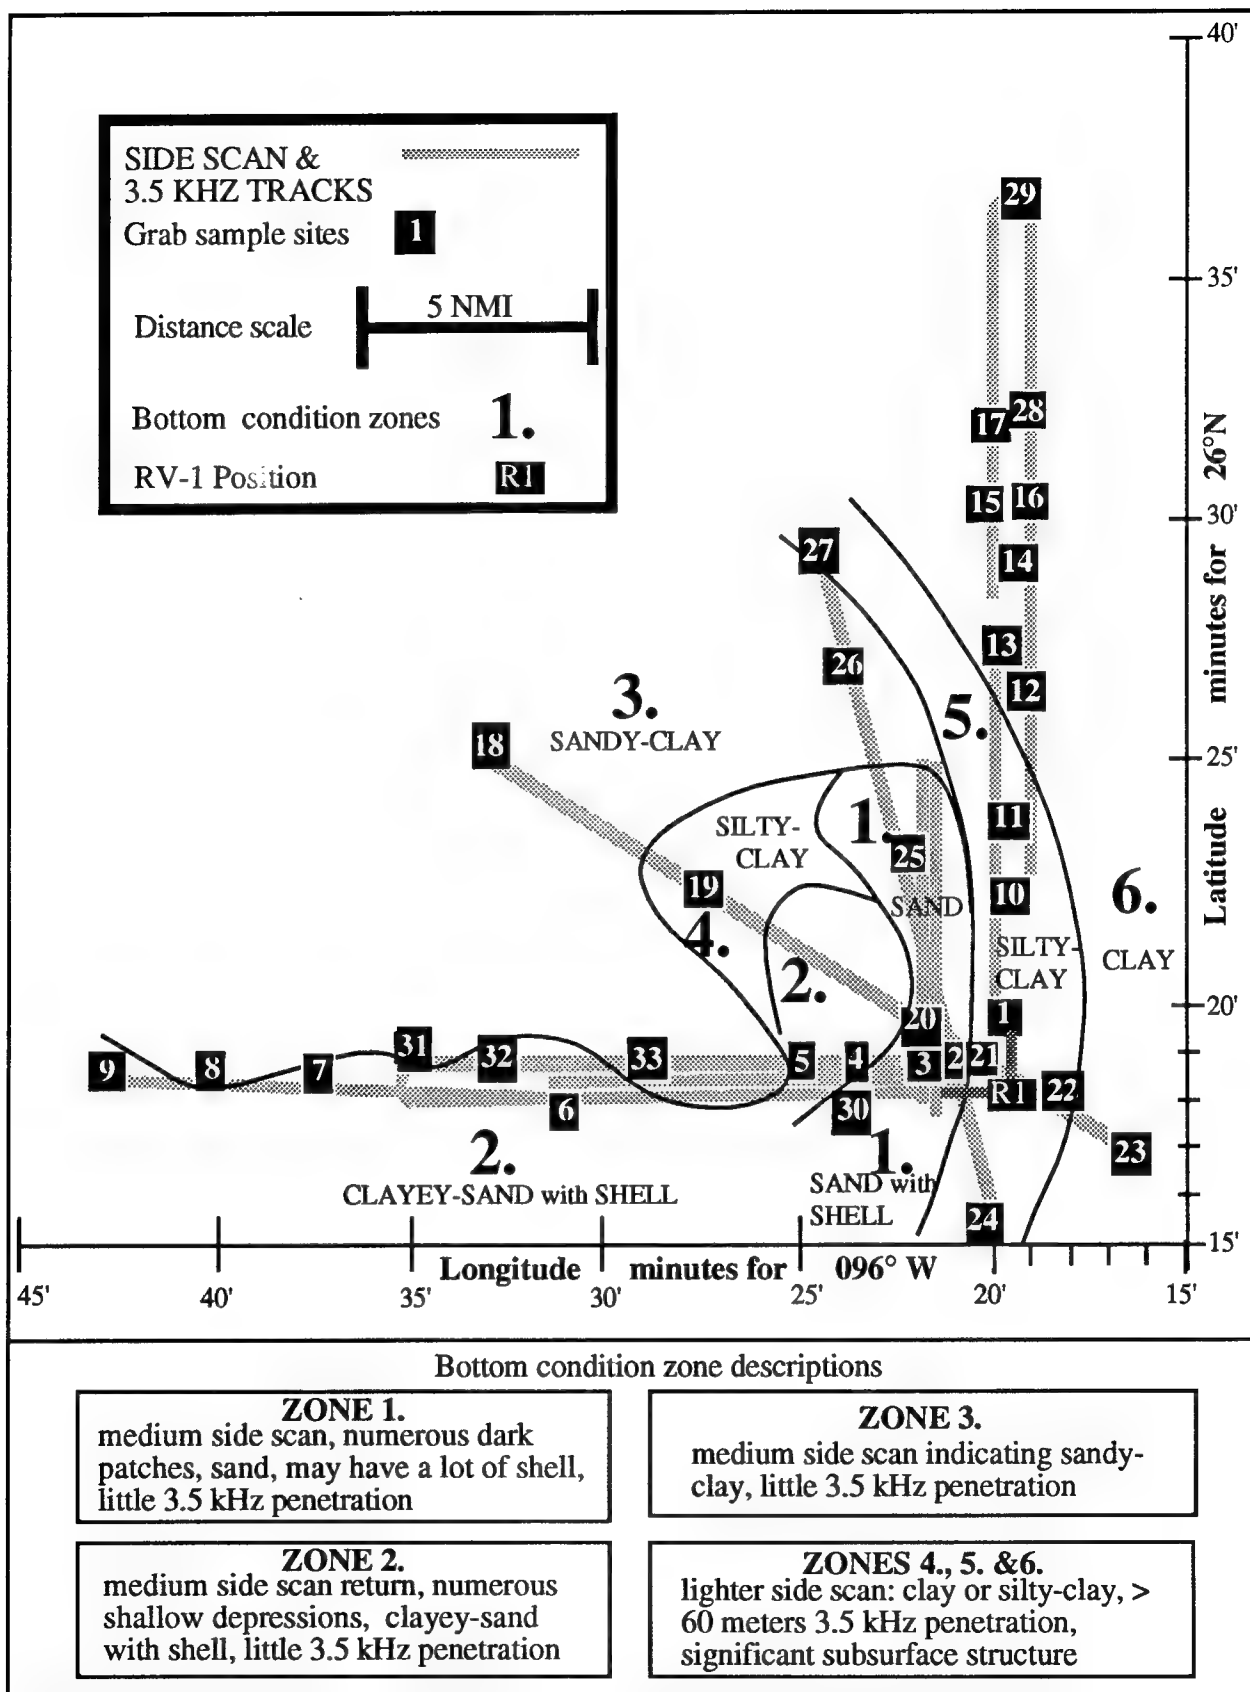 40'
SIDE SCAN &
3.5 KHZ TRACKS
Grab sample sites 1
5 NMI
Distance scale
Bottom condition zones 1.
RV-1 Position R1
29
35'
28
17
16
15
30'
27
14
13
26
12
3.
SANDY-CLAY
18
5.
25'
11
1.
SILTY-
CLAY
25
19
10
SAND
6.
CLAY
4.
SILTY-
CLAY
2.
20'
1
20
31
32
33
5
4
3
2
21
9
8
7
R1
22
6
30
23
2.
1.
CLAYEY-SAND with SHELL
SAND with
SHELL
24
15'
Latitude minutes for 26°N
Longitude minutes for 096° W
45' 40' 35' 30' 25' 20' 15'
Bottom condition zone descriptions
ZONE 1.
medium side scan, numerous dark
patches, sand, may have a lot of shell,
little 3.5 kHz penetration
ZONE 3.
medium side scan indicating sandy-
clay, little 3.5 kHz penetration
ZONE 2.
medium side scan return, numerous
shallow depressions, clayey-sand
with shell, little 3.5 kHz penetration
ZONES 4., 5. &6.
lighter side scan: clay or silty-clay, >
60 meters 3.5 kHz penetration,
significant subsurface structure